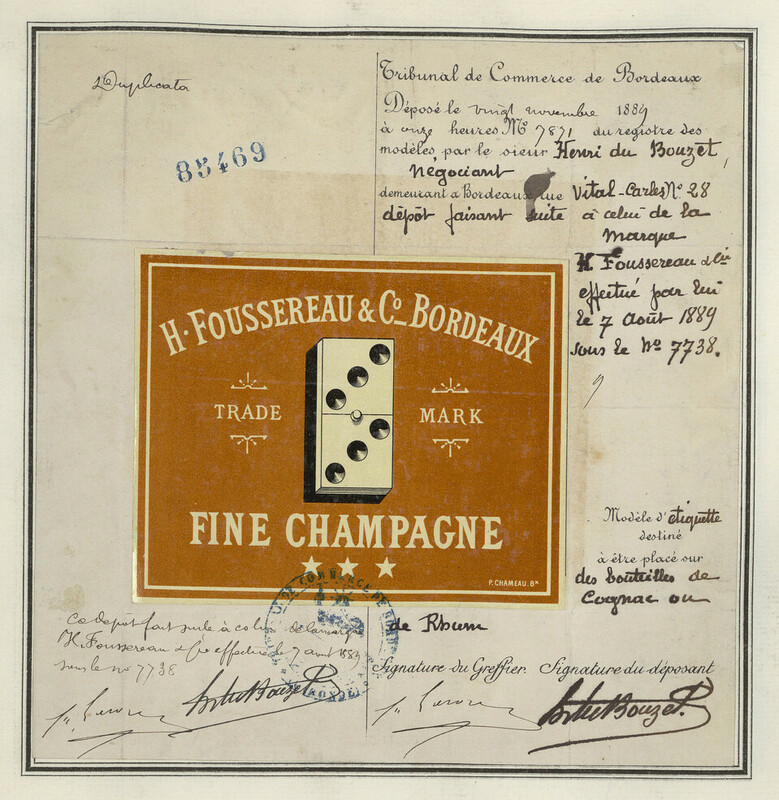 Duplicata
85469
Tribunal de Commerce de Bordeaux
Déposé le vingt novembre 1889
à onze heures No 7871 du registre des
modèles, par le sieur Henri du Bouzet,
négociant
demeurant à Bordeaux, rue Vital-Carles No 28
dépôt faisant suite à celui de la
marque
H. Foussereau & Cie
effectué par lui
le 7 Août 1889
sous le No 7738.
H. FOUSSEREAU & Co_ BORDEAUX
TRADE MARK
FINE CHAMPAGNE
P. CHAMEAU. Bx
Modèle d'étiquette
destiné
à être placé sur
des bouteilles de
Cognac ou
de Rhum
Ce dépôt fait suite à celui de la marque
H. Foussereau & Cie effectué le 7 août 1889
sous le no 7738
Signature du Greffier. Signature du déposant
HduBouzet
HduBouzet
COMMERCE DE